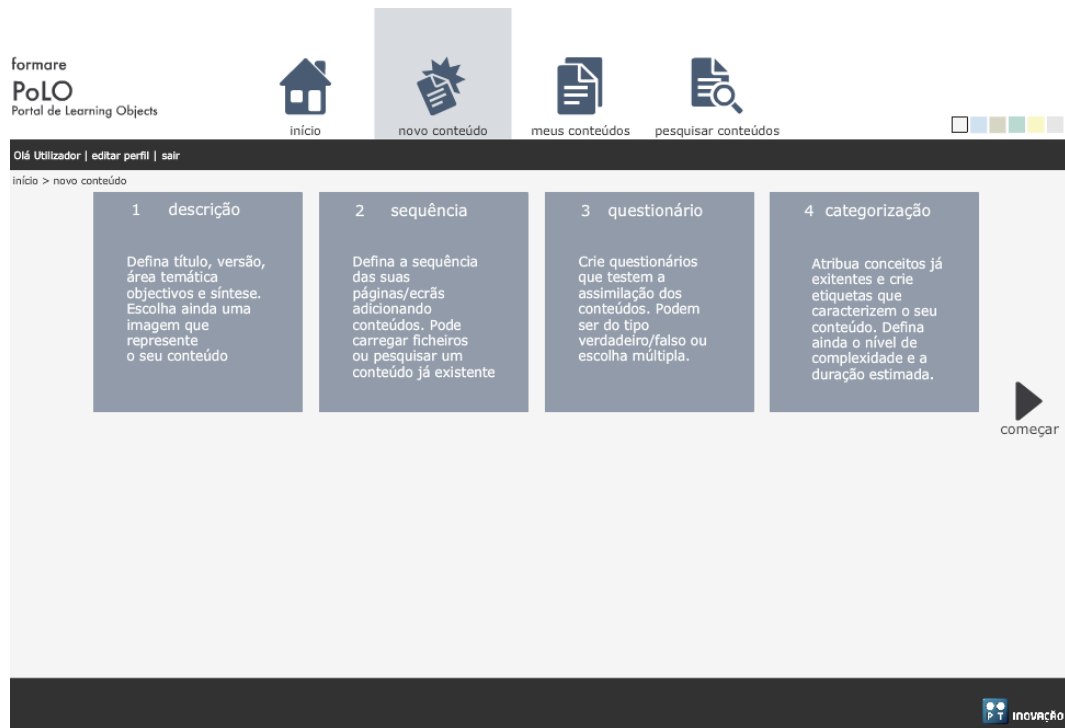 formare
PoLO
Portal de Learning Objects
início
novo conteúdo
meus conteúdos
pesquisar conteúdos
Olá Utilizador | editar perfil | sair
início > novo conteúdo
1 descrição
Defina título, versão,
área temática
objectivos e síntese.
Escolha ainda uma
imagem que
represente
o seu conteúdo
2 sequência
Defina a sequência
das suas
páginas/ecrãs
adicionando
conteúdos. Pode
carregar ficheiros
ou pesquisar um
conteúdo já existente
3 questionário
Crie questionários
que testem a
assimilação dos
conteúdos. Podem
ser do tipo
verdadeiro/falso ou
escolha múltipla.
4 categorização
Atribua conceitos já
exitentes e crie
etiquetas que
caracterizem o seu
conteúdo. Defina
ainda o nível de
complexidade e a
duração estimada.
começar
PT inovação